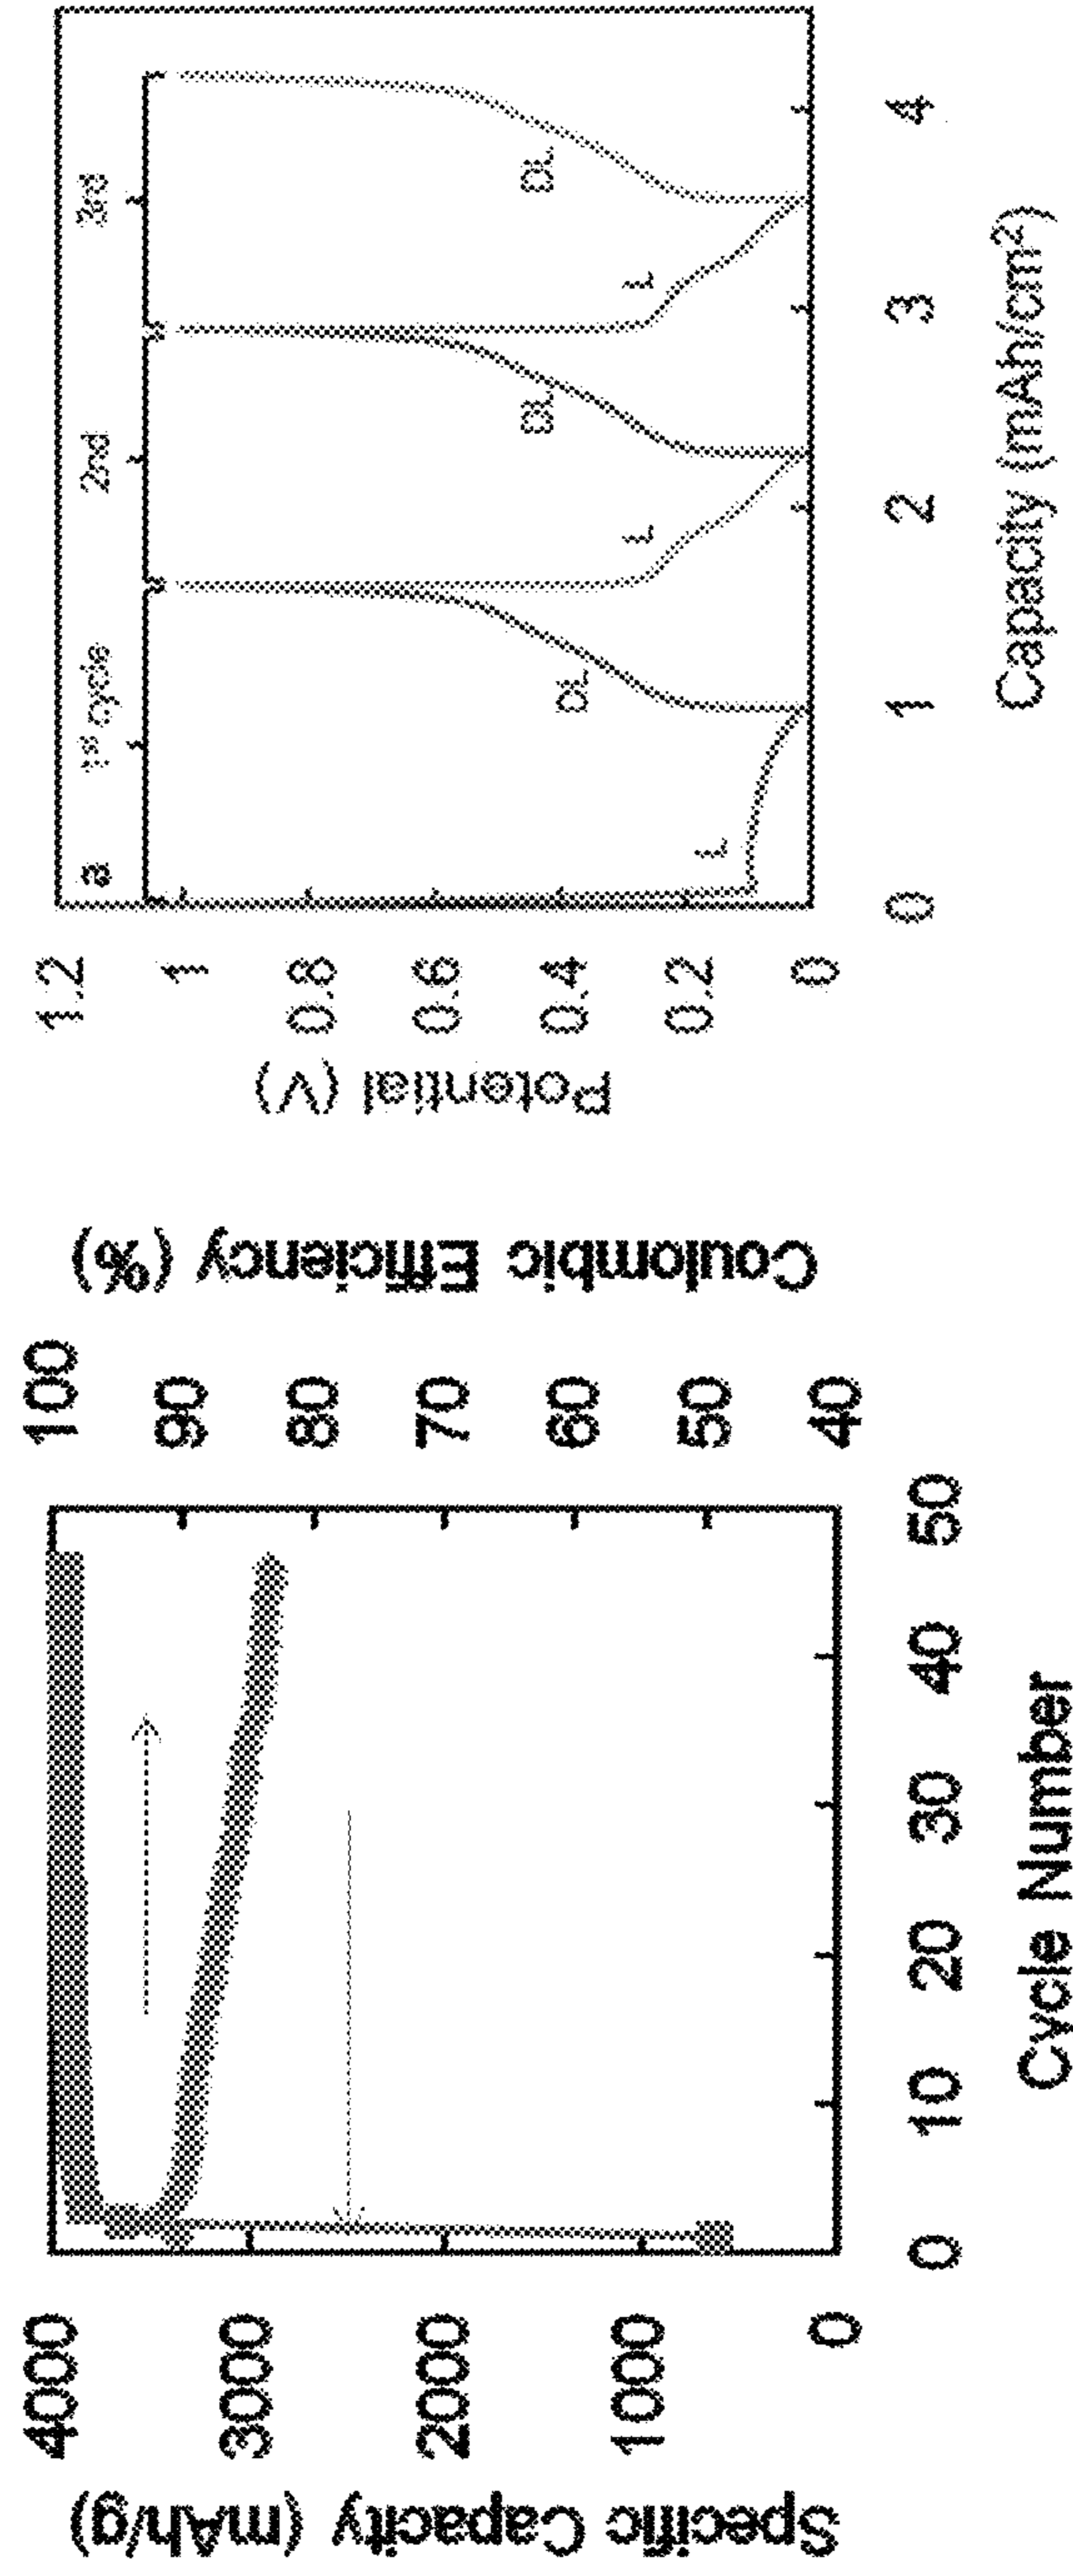 Specific Capacity (mAh/g)
4000
3000
2000
1000
0
0 10 20 30 40 50
Cycle Number
100
90
80
70
60
50
40
Coulombic Efficiency (%)
Potential (V)
1.2
1
0.8
0.6
0.4
0.2
0
a 1st cycle 2nd 3rd
L DL L DL L DL
0 1 2 3 4
Capacity (mAh/cm²)